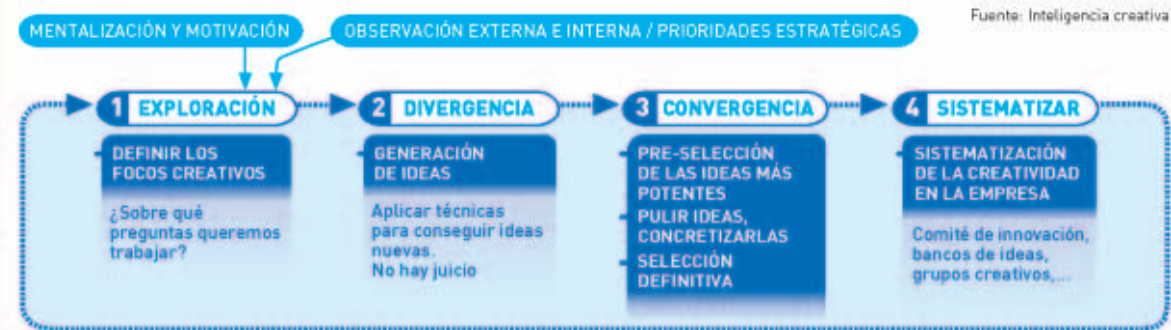 Fuente: Inteligencia creativa
MENTALIZACIÓN Y MOTIVACIÓN
OBSERVACIÓN EXTERNA E INTERNA / PRIORIDADES ESTRATÉGICAS
1 EXPLORACIÓN
DEFINIR LOS
FOCOS CREATIVOS
¿Sobre qué
preguntas queremos
trabajar?
2 DIVERGENCIA
GENERACIÓN
DE IDEAS
Aplicar técnicas
para conseguir ideas
nuevas.
No hay juicio
3 CONVERGENCIA
PRE-SELECCIÓN
DE LAS IDEAS MÁS
POTENTES
PULIR IDEAS,
CONCRETIZARLAS
SELECCIÓN
DEFINITIVA
4 SISTEMATIZAR
SISTEMATIZACIÓN
DE LA CREATIVIDAD
EN LA EMPRESA
Comité de innovación,
bancos de ideas,
grupos creativos,...